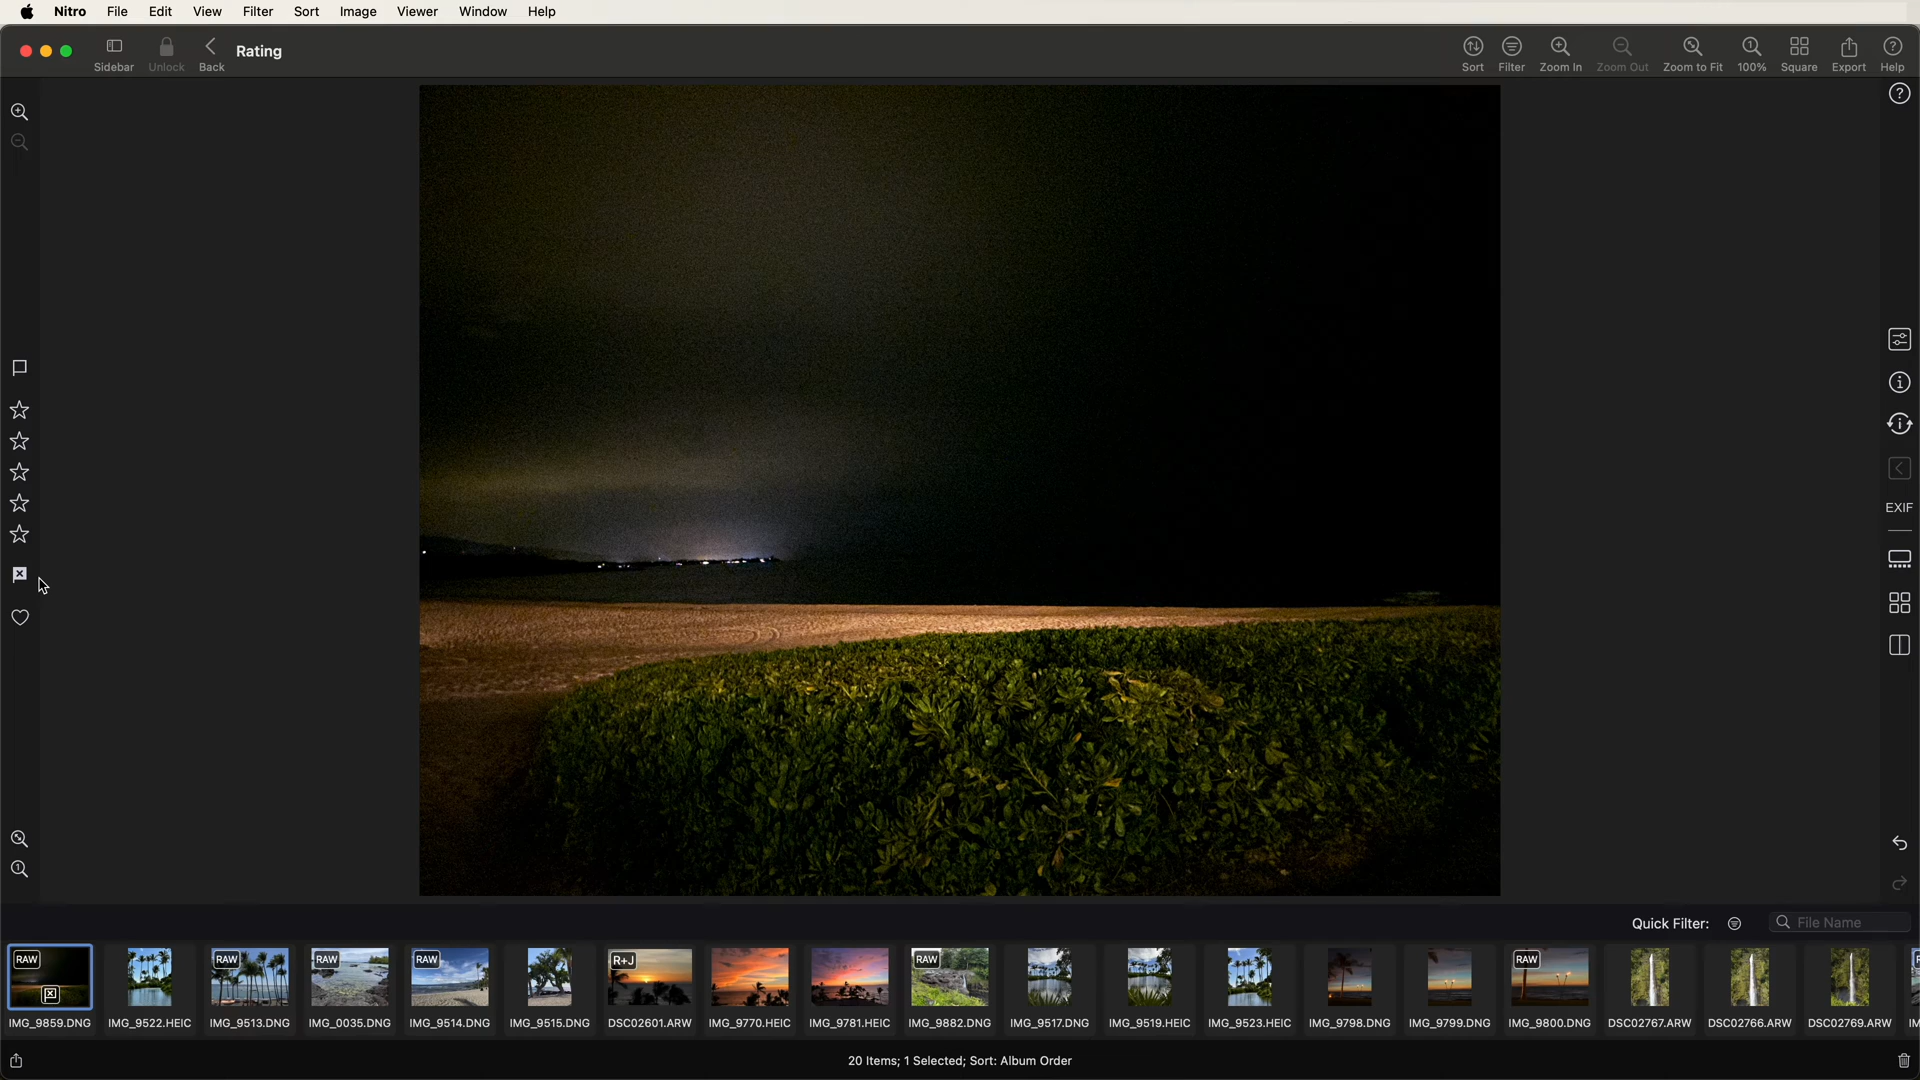 Nitro File Edit View Filter Sort Image Viewer Window Help
Sidebar Unlock Back Rating Sort Filter Zoom In Zoom Out Zoom to Fit 1 100% Square Export ? Help
?
EXIF
1
Quick Filter: File Name
RAW RAW RAW RAW R+J RAW RAW
IMG_9859.DNG IMG_9522.HEIC IMG_9513.DNG IMG_0035.DNG IMG_9514.DNG IMG_9515.DNG DSC02601.ARW IMG_9770.HEIC IMG_9781.HEIC IMG_9882.DNG IMG_9517.DNG IMG_9519.HEIC IMG_9523.HEIC IMG_9798.DNG IMG_9799.DNG IMG_9800.DNG DSC02767.ARW DSC02766.ARW DSC02769.ARW
20 Items; 1 Selected; Sort: Album Order